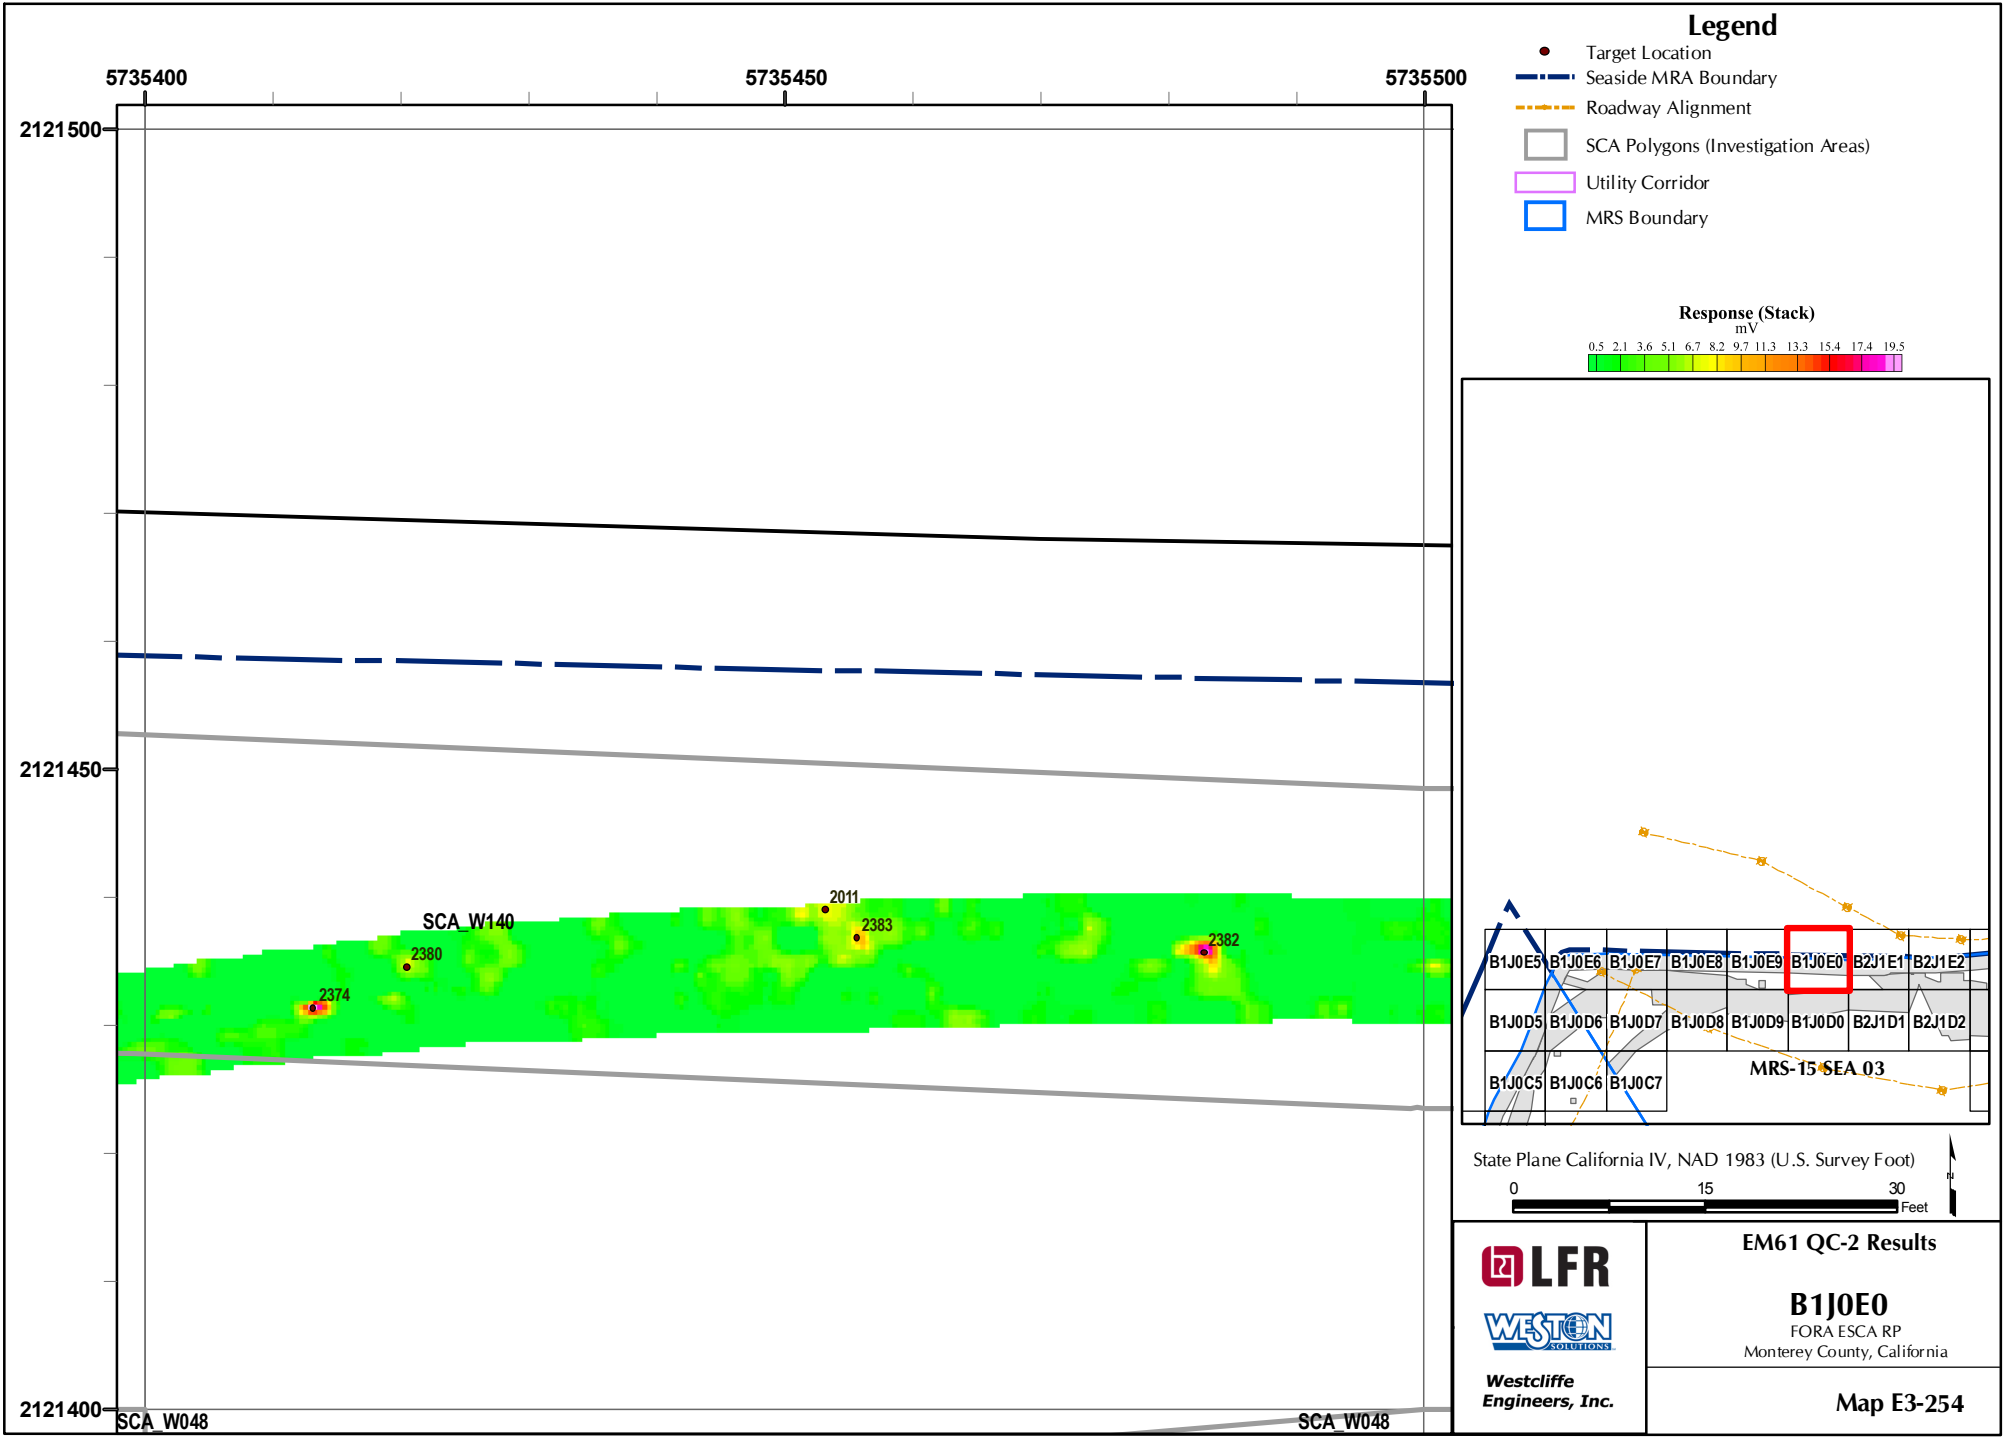 Legend
Target Location
Seaside MRA Boundary
Roadway Alignment
SCA Polygons (Investigation Areas)
Utility Corridor
MRS Boundary
5735400 5735450 5735500
2121500
2121450
2121400
SCA_W140
2011
2383
2382
2380
2374
SCA_W048 SCA_W048
Response (Stack)
mV
0.5 2.1 3.6 5.1 6.7 8.2 9.7 11.3 13.3 15.4 17.4 19.5
B1J0E5 B1J0E6 B1J0E7 B1J0E8 B1J0E9 B1J0E0 B2J1E1 B2J1E2
B1J0D5 B1J0D6 B1J0D7 B1J0D8 B1J0D9 B1J0D0 B2J1D1 B2J1D2
MRS-15 SEA 03
B1J0C5 B1J0C6 B1J0C7
State Plane California IV, NAD 1983 (U.S. Survey Foot)
0 15 30
Feet
N
LFR
WESTON
SOLUTIONS
Westcliffe
Engineers, Inc.
EM61 QC-2 Results
B1J0E0
FORA ESCA RP
Monterey County, California
Map E3-254